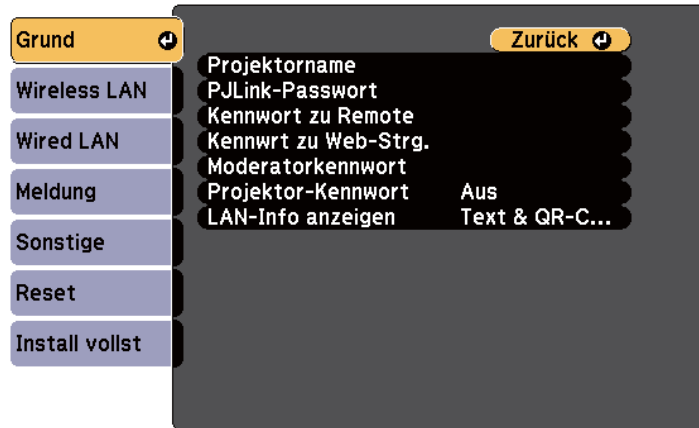 Grund
Zurück
Projektorname
Wireless LAN
PJLink-Passwort
Kennwort zu Remote
Wired LAN
Kennwrt zu Web-Strg.
Moderatorkennwort
Meldung
Projektor-Kennwort Aus
LAN-Info anzeigen Text & QR-C...
Sonstige
Reset
Install vollst